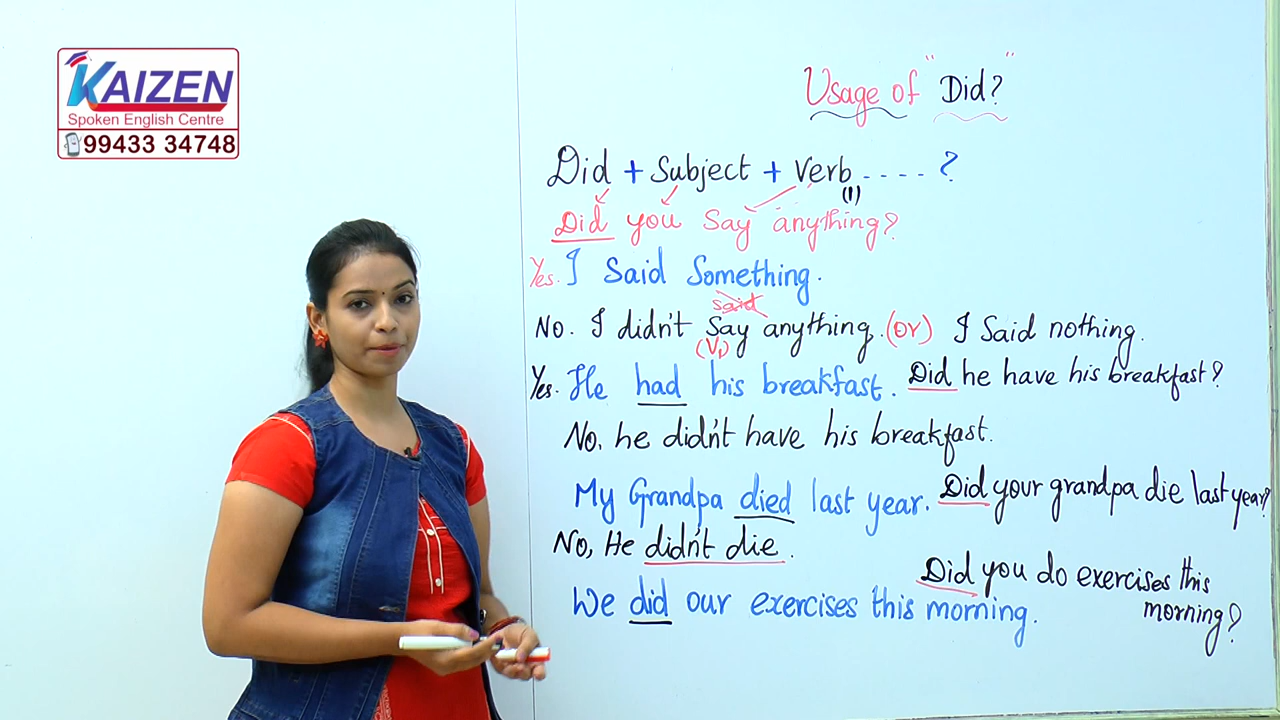 KAIZEN
Spoken English Centre
99433 34748
Usage of "Did?"
Did + Subject + Verb ----?
(1)
Did you Say anything?
Yes. I Said Something.
said
No. I didn't Say anything. (or) I Said nothing.
(V1)
Yes. He had his breakfast. Did he have his breakfast?
No, he didn't have his breakfast.
My Grandpa died last year. Did your grandpa die last year?
No, He didn't die.
We did our exercises this morning. Did you do exercises this
morning?